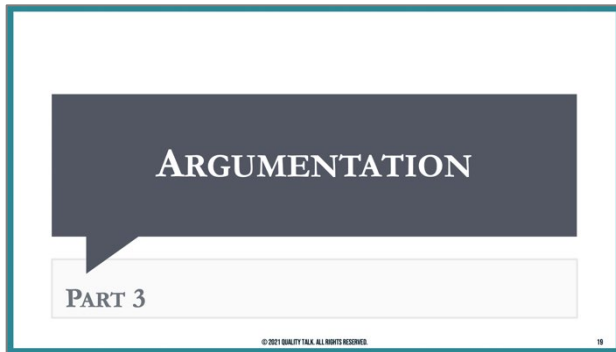 ARGUMENTATION
PART 3
© 2021 QUALITY TALK. ALL RIGHTS RESERVED.
19